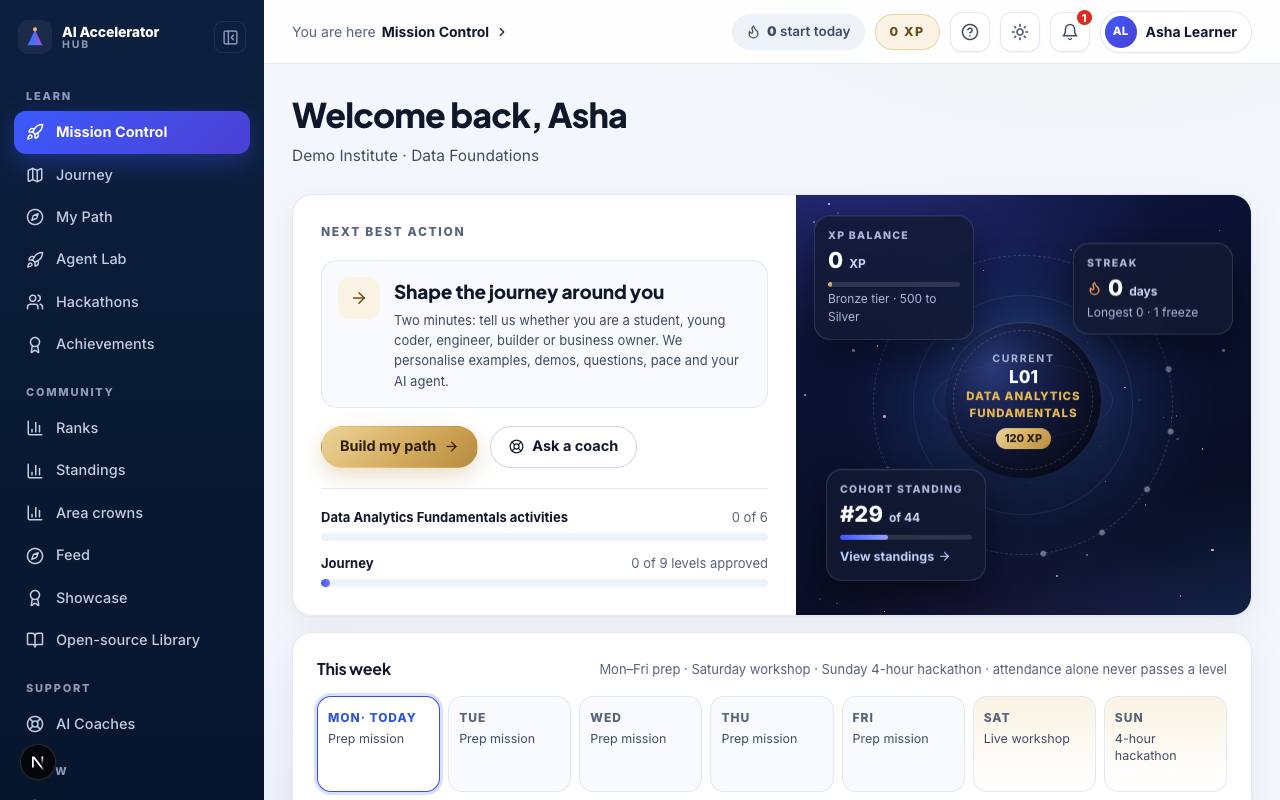 AI Accelerator
HUB
LEARN
Mission Control
Journey
My Path
Agent Lab
Hackathons
Achievements
COMMUNITY
Ranks
Standings
Area crowns
Feed
Showcase
Open-source Library
SUPPORT
AI Coaches
N
W
You are here Mission Control
0 start today
0 XP
1
AL Asha Learner
Welcome back, Asha
Demo Institute · Data Foundations
NEXT BEST ACTION
Shape the journey around you
Two minutes: tell us whether you are a student, young
coder, engineer, builder or business owner. We
personalise examples, demos, questions, pace and your
AI agent.
Build my path →
Ask a coach
Data Analytics Fundamentals activities 0 of 6
Journey 0 of 9 levels approved
XP BALANCE
0 XP
Bronze tier · 500 to
Silver
STREAK
0 days
Longest 0 · 1 freeze
CURRENT
L01
DATA ANALYTICS
FUNDAMENTALS
120 XP
COHORT STANDING
#29 of 44
View standings →
This week
Mon–Fri prep · Saturday workshop · Sunday 4-hour hackathon · attendance alone never passes a level
MON· TODAY
Prep mission
TUE
Prep mission
WED
Prep mission
THU
Prep mission
FRI
Prep mission
SAT
Live workshop
SUN
4-hour
hackathon